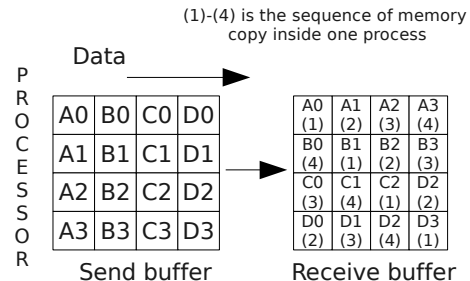 (1)-(4) is the sequence of memory
copy inside one process
Data
PROCESSOR
A0 B0 C0 D0
A1 B1 C1 D1
A2 B2 C2 D2
A3 B3 C3 D3
Send buffer
A0 A1 A2 A3
(1) (2) (3) (4)
B0 B1 B2 B3
(4) (1) (2) (3)
C0 C1 C2 D2
(3) (4) (1) (2)
D0 D1 D2 D3
(2) (3) (4) (1)
Receive buffer